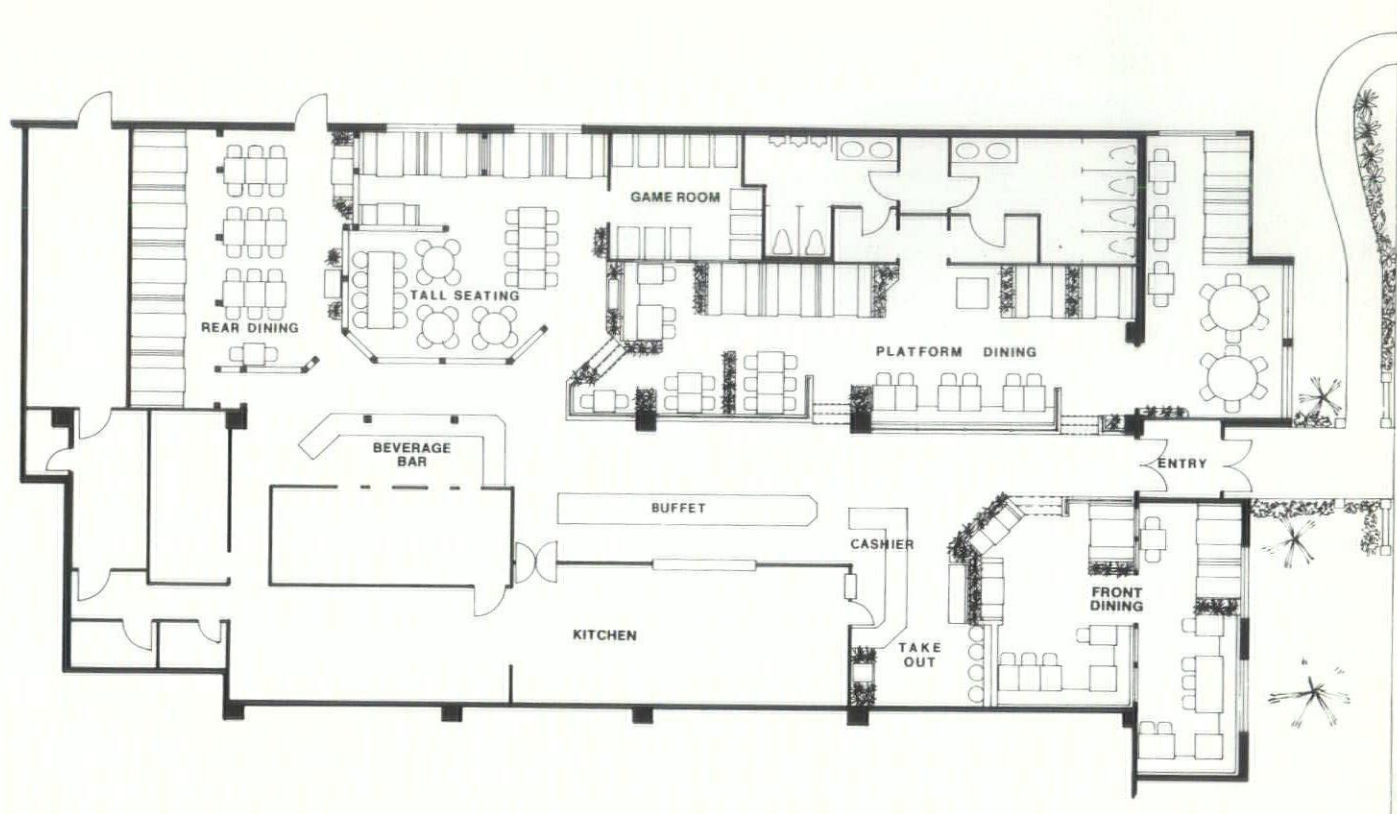 GAME ROOM
TALL SEATING
REAR DINING
PLATFORM DINING
BEVERAGE
BAR
ENTRY
BUFFET
CASHIER
FRONT
DINING
KITCHEN
TAKE
OUT